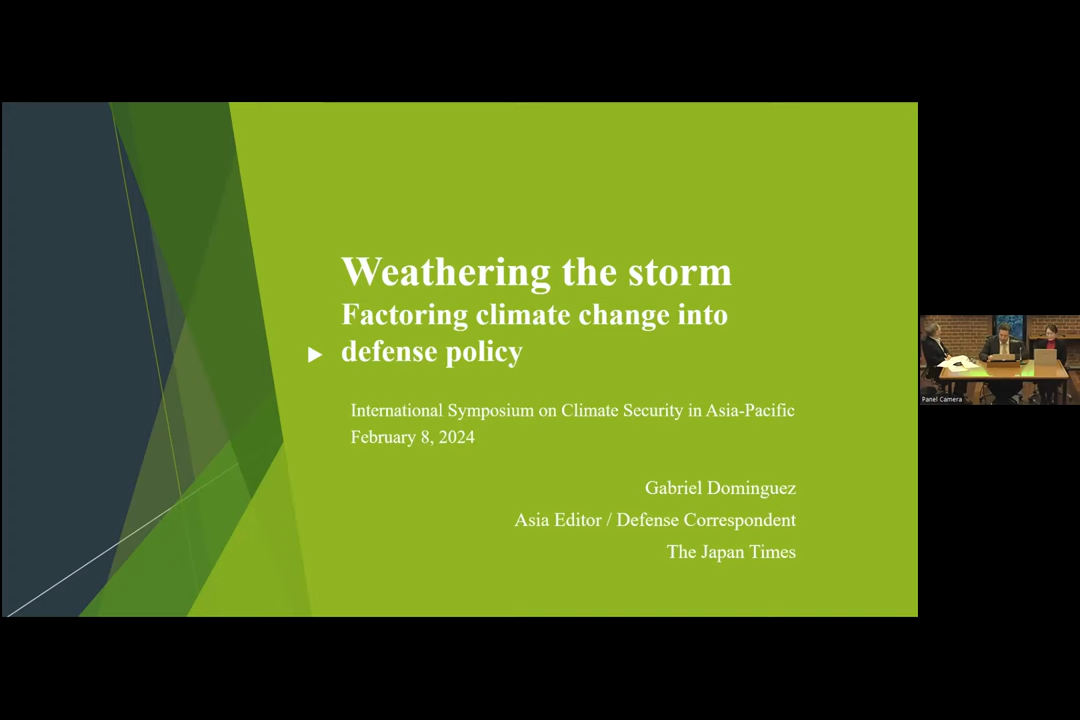 Weathering the storm
Factoring climate change into
defense policy
International Symposium on Climate Security in Asia-Pacific
February 8, 2024
Gabriel Dominguez
Asia Editor / Defense Correspondent
The Japan Times
Panel Camera